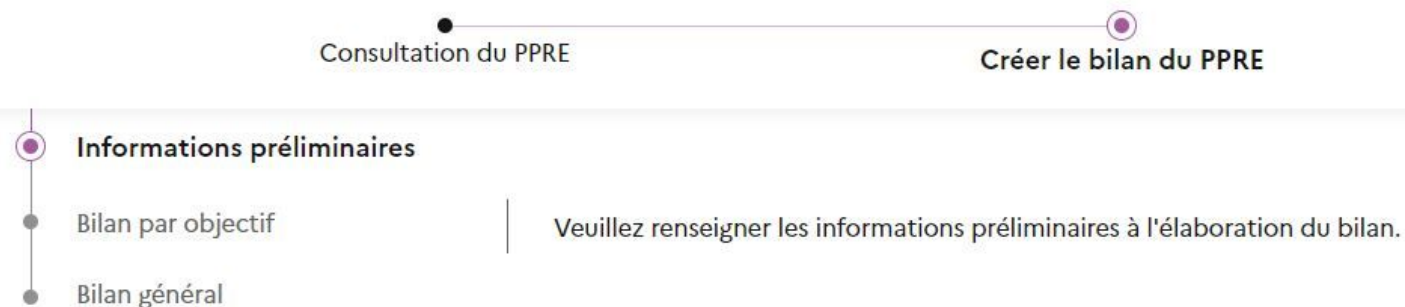 Consultation du PPRE
Créer le bilan du PPRE
Informations préliminaires
Bilan par objectif
Veuillez renseigner les informations préliminaires à l'élaboration du bilan.
Bilan général